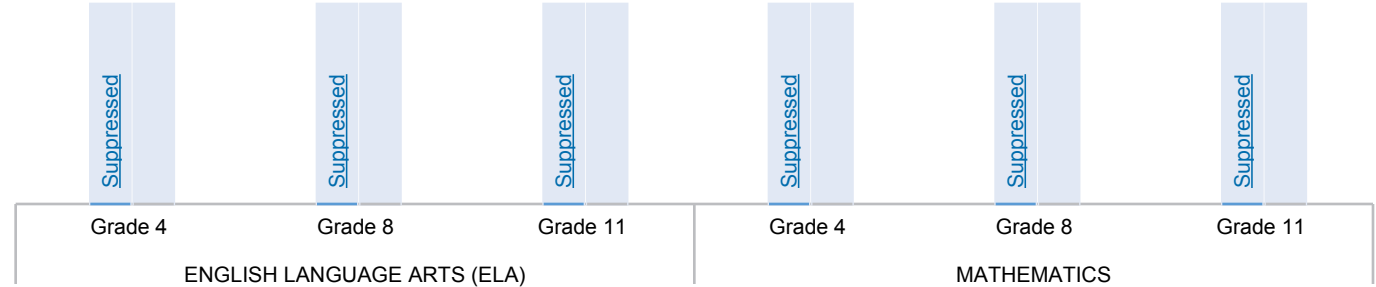 Suppressed
Suppressed
Suppressed
Suppressed
Suppressed
Suppressed
Grade 4
Grade 8
Grade 11
Grade 4
Grade 8
Grade 11
ENGLISH LANGUAGE ARTS (ELA)
MATHEMATICS